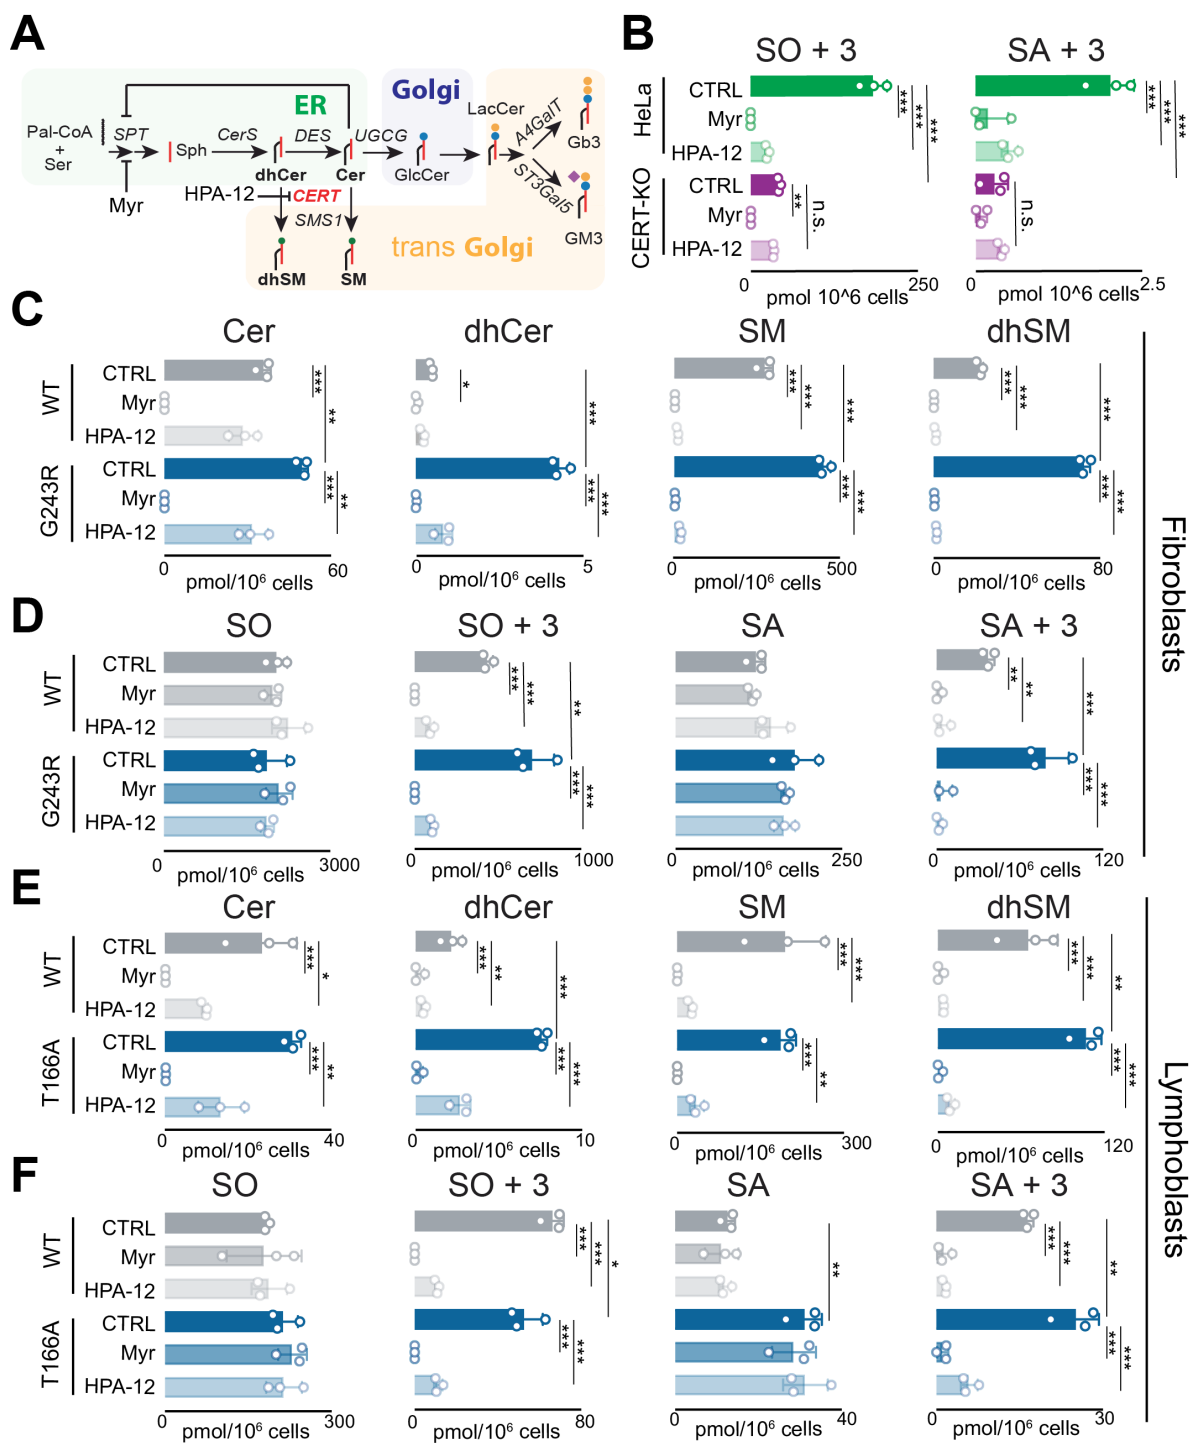 A
ER
Golgi
Pal-CoA
+
Ser
SPT
CerS
DES
UGCG
LacCer
A4GalT
Gb3
Sph
dhCer
Cer
GlcCer
ST3Gal5
GM3
Myr
HPA-12
CERT
SMS1
trans Golgi
dhSM
SM
B
SO + 3
SA + 3
HeLa
CTRL
Myr
HPA-12
CERT-KO
CTRL
Myr
HPA-12
*** *** ***
** n.s.
*** *** ***
n.s.
0 250
pmol 10^6 cells
0 2.5
pmol 10^6 cells
C
Cer
dhCer
SM
dhSM
WT
CTRL
Myr
HPA-12
G243R
CTRL
Myr
HPA-12
*** **
*** **
* ***
*** ***
*** *** ***
*** ***
*** *** ***
*** ***
0 60
pmol/10⁶ cells
0 5
pmol/10⁶ cells
0 500
pmol/10⁶ cells
0 80
pmol/10⁶ cells
Fibroblasts
D
SO
SO + 3
SA
SA + 3
WT
CTRL
Myr
HPA-12
G243R
CTRL
Myr
HPA-12
*** *** **
*** ***
** ** ***
*** ***
0 3000
pmol/10⁶ cells
0 1000
pmol/10⁶ cells
0 250
pmol/10⁶ cells
0 120
pmol/10⁶ cells
E
Cer
dhCer
SM
dhSM
WT
CTRL
Myr
HPA-12
T166A
CTRL
Myr
HPA-12
*** *
*** **
*** ** ***
*** ***
*** ***
*** **
*** *** **
*** ***
0 40
pmol/10⁶ cells
0 10
pmol/10⁶ cells
0 300
pmol/10⁶ cells
0 120
pmol/10⁶ cells
Lymphoblasts
F
SO
SO + 3
SA
SA + 3
WT
CTRL
Myr
HPA-12
T166A
CTRL
Myr
HPA-12
*** *** *
*** ***
**
*** *** **
*** ***
0 300
pmol/10⁶ cells
0 80
pmol/10⁶ cells
0 40
pmol/10⁶ cells
0 30
pmol/10⁶ cells